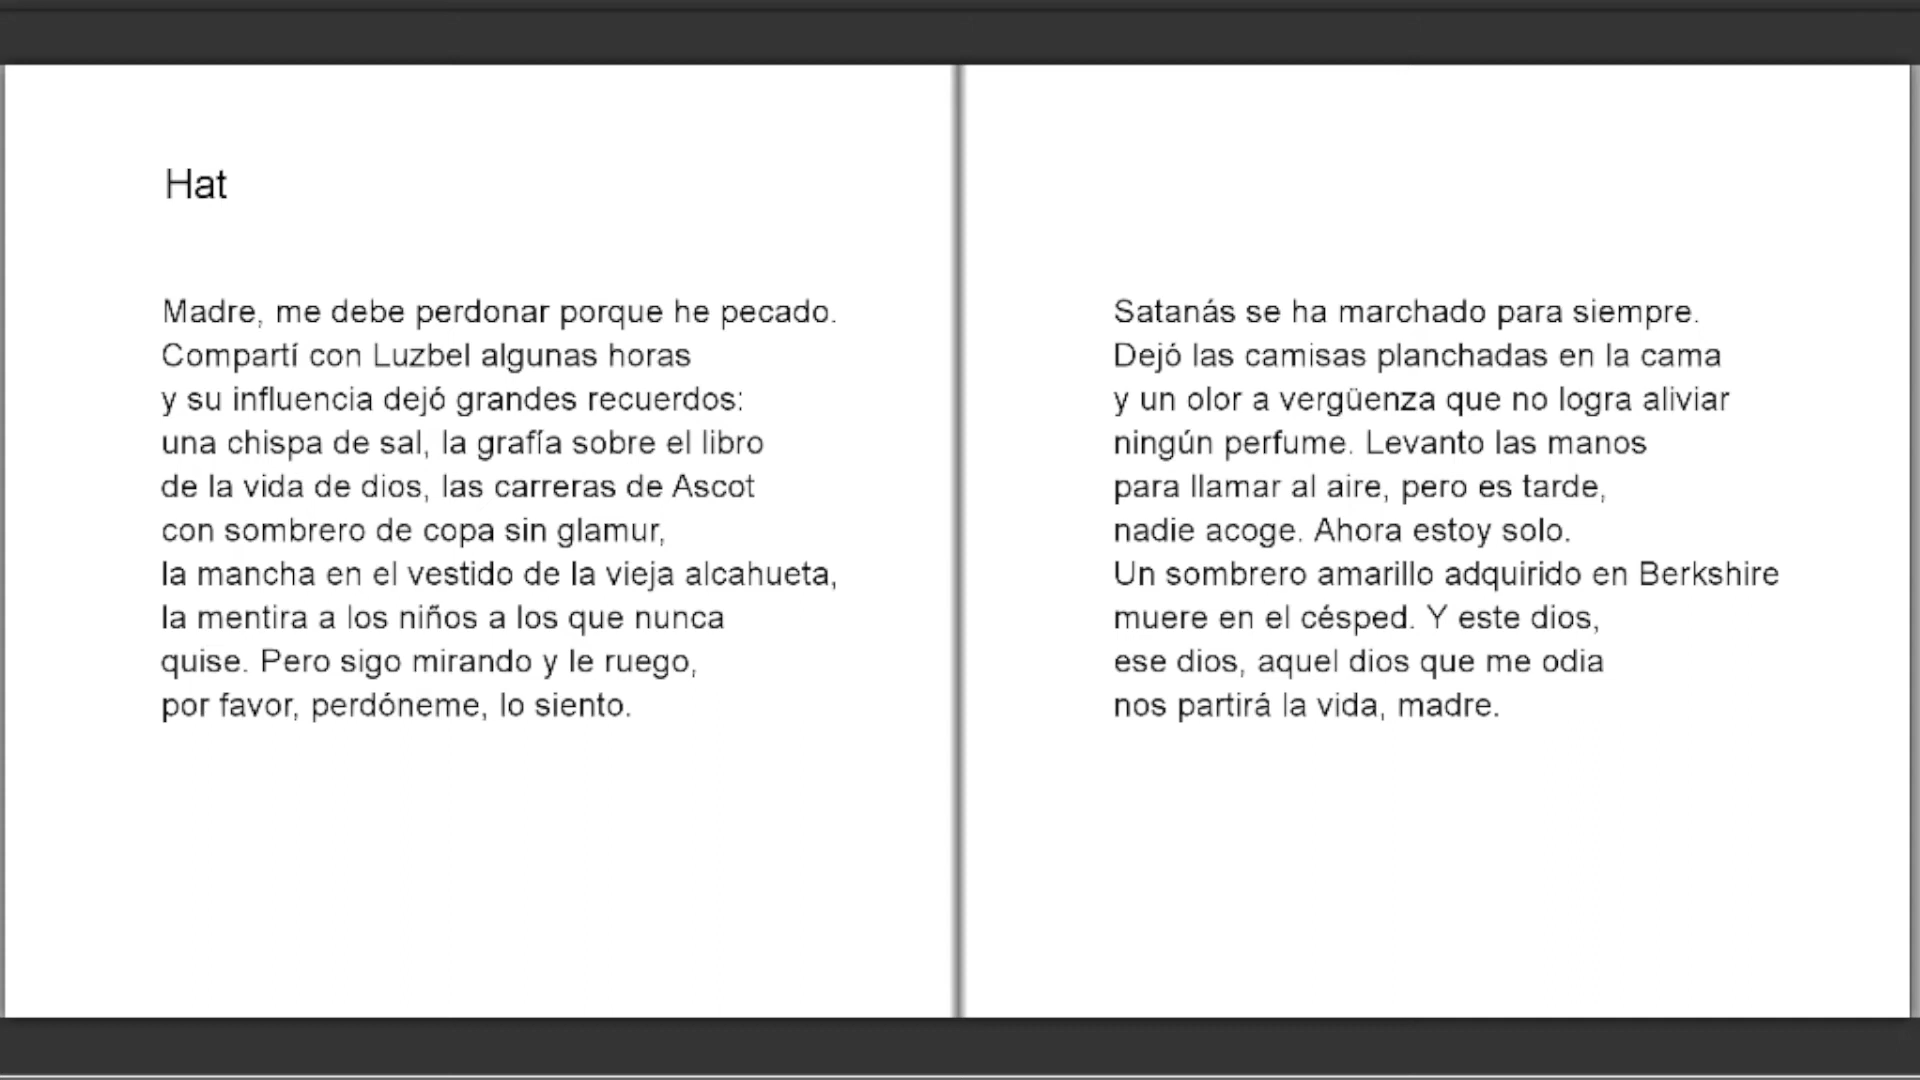 Hat
Madre, me debe perdonar porque he pecado.
Compartí con Luzbel algunas horas
y su influencia dejó grandes recuerdos:
una chispa de sal, la grafía sobre el libro
de la vida de dios, las carreras de Ascot
con sombrero de copa sin glamur,
la mancha en el vestido de la vieja alcahueta,
la mentira a los niños a los que nunca
quise. Pero sigo mirando y le ruego,
por favor, perdóneme, lo siento.
Satanás se ha marchado para siempre.
Dejó las camisas planchadas en la cama
y un olor a vergüenza que no logra aliviar
ningún perfume. Levanto las manos
para llamar al aire, pero es tarde,
nadie acoge. Ahora estoy solo.
Un sombrero amarillo adquirido en Berkshire
muere en el césped. Y este dios,
ese dios, aquel dios que me odia
nos partirá la vida, madre.